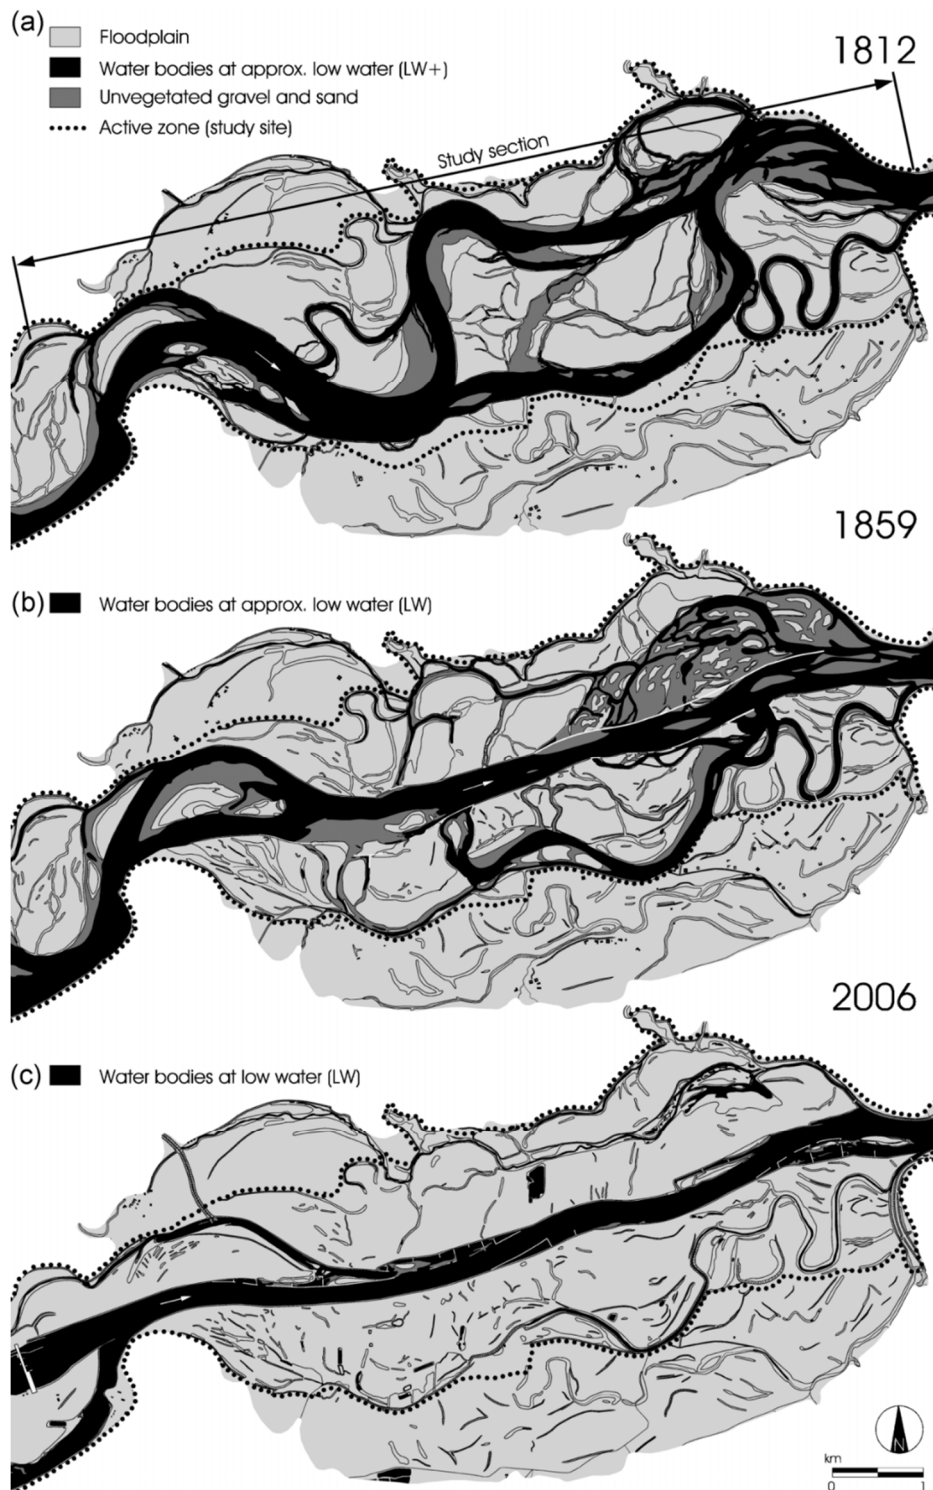 (a)
Floodplain
Water bodies at approx. low water (LW+)
Unvegetated gravel and sand
Active zone (study site)
1812
Study section
1859
(b)
Water bodies at approx. low water (LW)
2006
(c)
Water bodies at low water (LW)
N
km
0 1